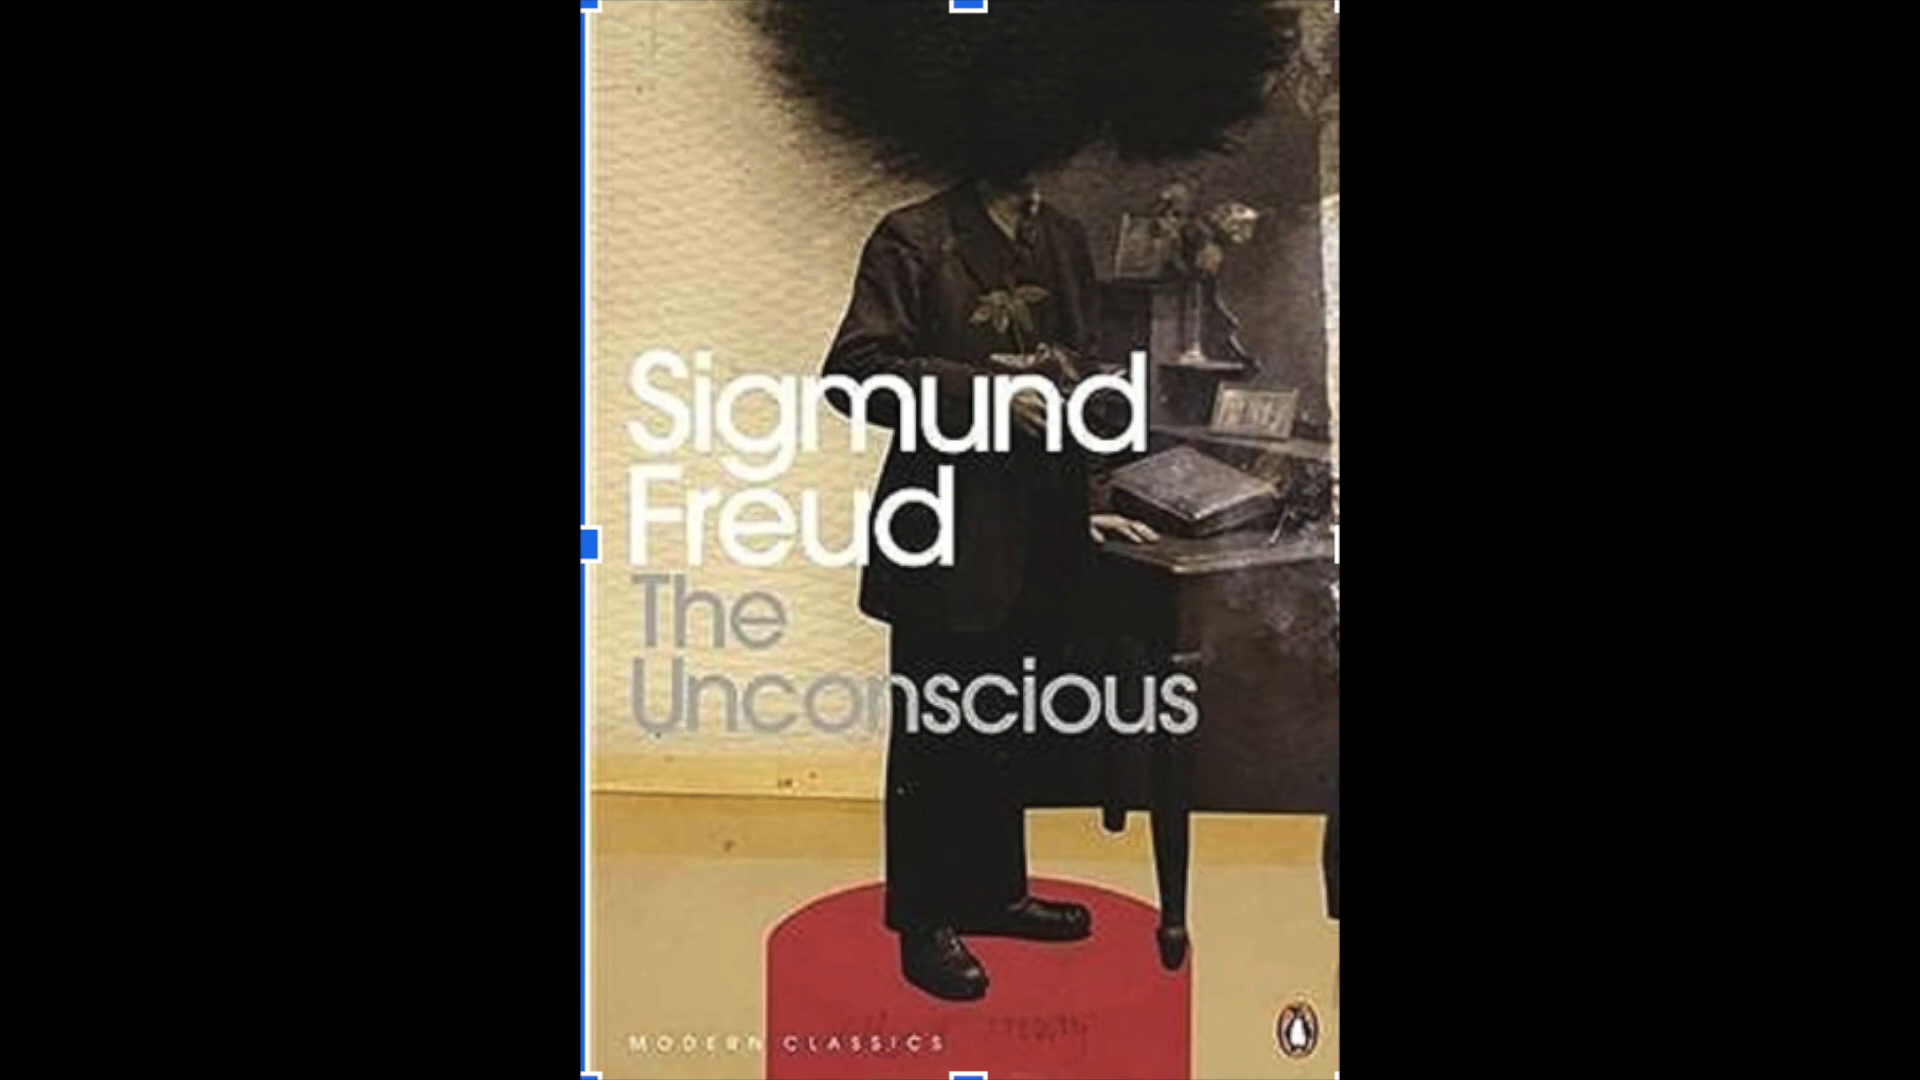 Sigmund
Freud
The
Unconscious
MODERN CLASSICS